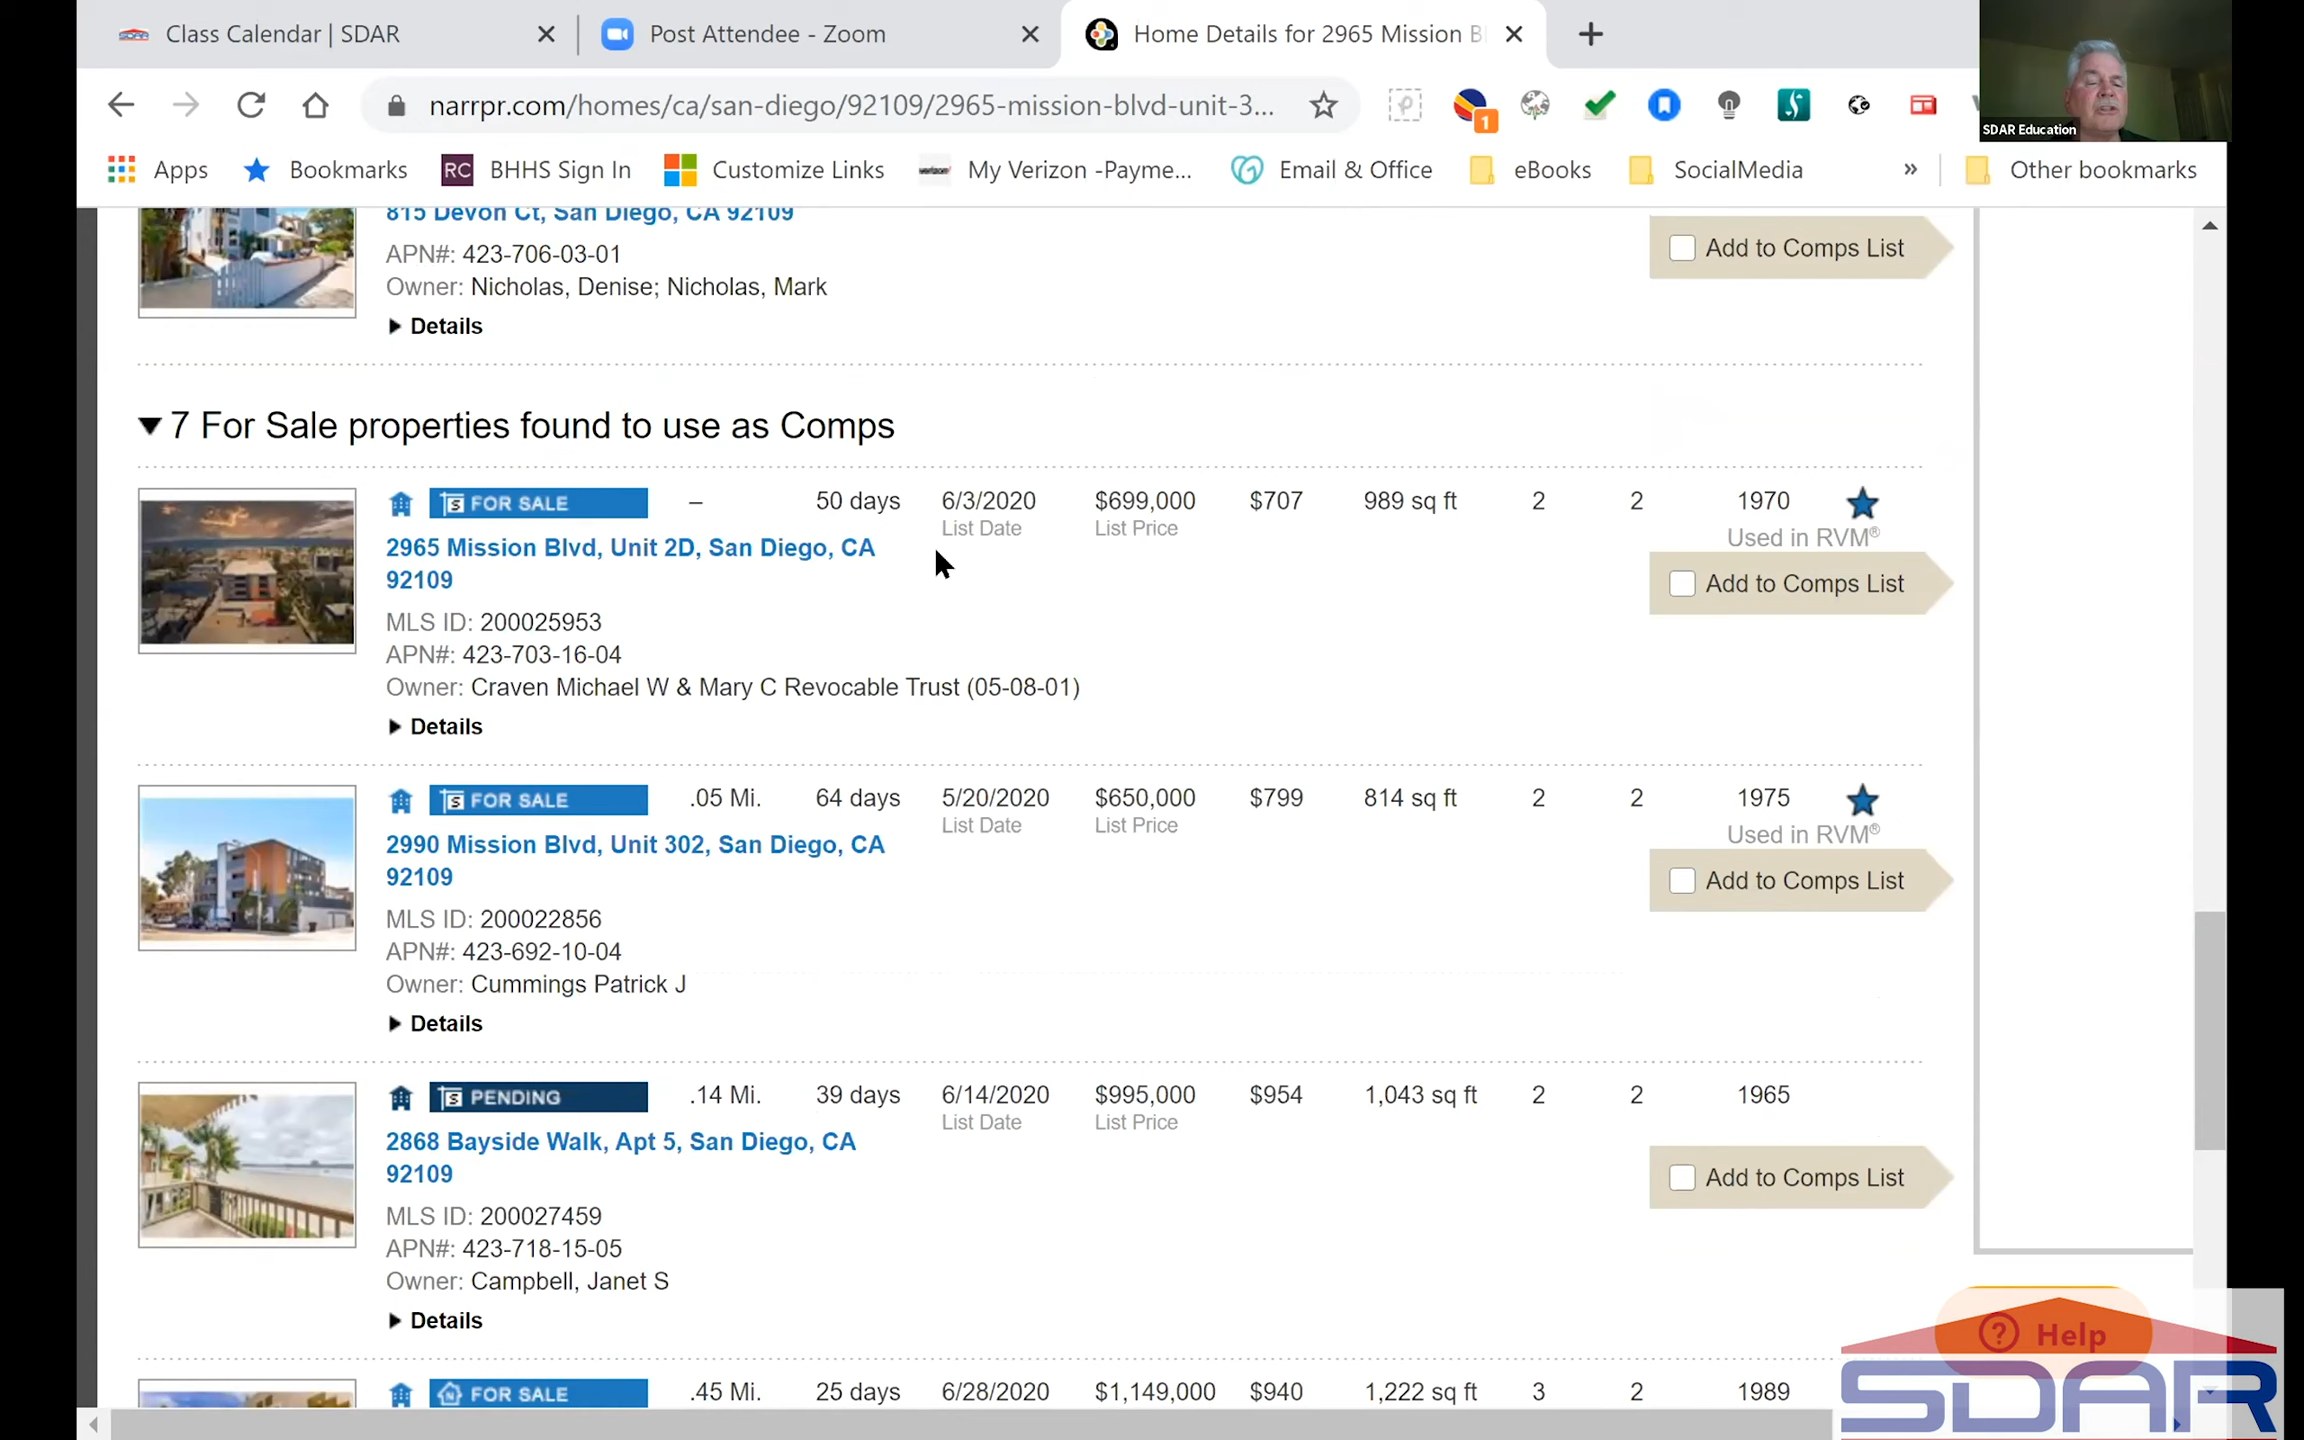 Class Calendar | SDAR
Post Attendee - Zoom
Home Details for 2965 Mission B
narrpr.com/homes/ca/san-diego/92109/2965-mission-blvd-unit-3...
1
SDAR Education
Apps
Bookmarks
RC BHHS Sign In
Customize Links
My Verizon -Payme...
Email & Office
eBooks
SocialMedia
»
Other bookmarks
815 Devon Ct, San Diego, CA 92109
APN#: 423-706-03-01
Owner: Nicholas, Denise; Nicholas, Mark
Details
Add to Comps List
7 For Sale properties found to use as Comps
FOR SALE – 50 days 6/3/2020 $699,000 $707 989 sq ft 2 2 1970
List Date List Price
Used in RVM®
2965 Mission Blvd, Unit 2D, San Diego, CA
92109
Add to Comps List
MLS ID: 200025953
APN#: 423-703-16-04
Owner: Craven Michael W & Mary C Revocable Trust (05-08-01)
Details
FOR SALE .05 Mi. 64 days 5/20/2020 $650,000 $799 814 sq ft 2 2 1975
List Date List Price
Used in RVM®
2990 Mission Blvd, Unit 302, San Diego, CA
92109
Add to Comps List
MLS ID: 200022856
APN#: 423-692-10-04
Owner: Cummings Patrick J
Details
PENDING .14 Mi. 39 days 6/14/2020 $995,000 $954 1,043 sq ft 2 2 1965
List Date List Price
2868 Bayside Walk, Apt 5, San Diego, CA
92109
Add to Comps List
MLS ID: 200027459
APN#: 423-718-15-05
Owner: Campbell, Janet S
Details
FOR SALE .45 Mi. 25 days 6/28/2020 $1,149,000 $940 1,222 sq ft 3 2 1989
? Help
SDAR